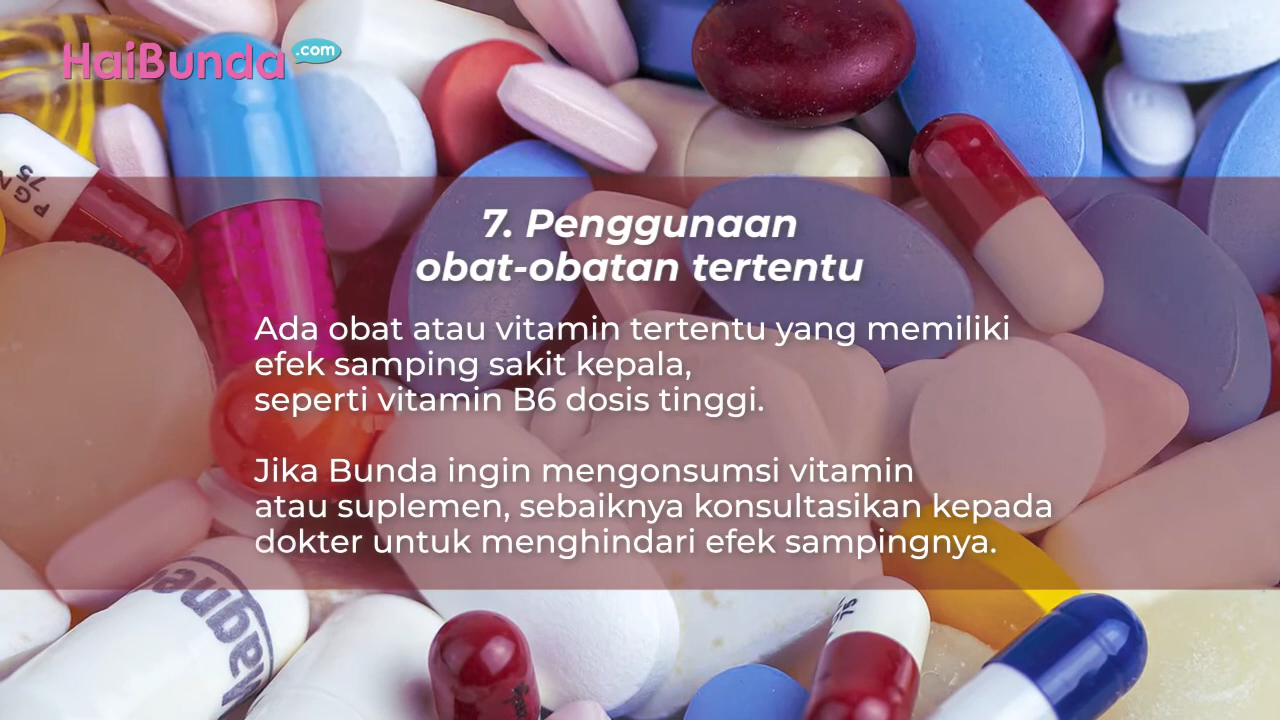 HaiBunda.com
7. Penggunaan
obat-obatan tertentu
Ada obat atau vitamin tertentu yang memiliki
efek samping sakit kepala,
seperti vitamin B6 dosis tinggi.
Jika Bunda ingin mengonsumsi vitamin
atau suplemen, sebaiknya konsultasikan kepada
dokter untuk menghindari efek sampingnya.
75
75